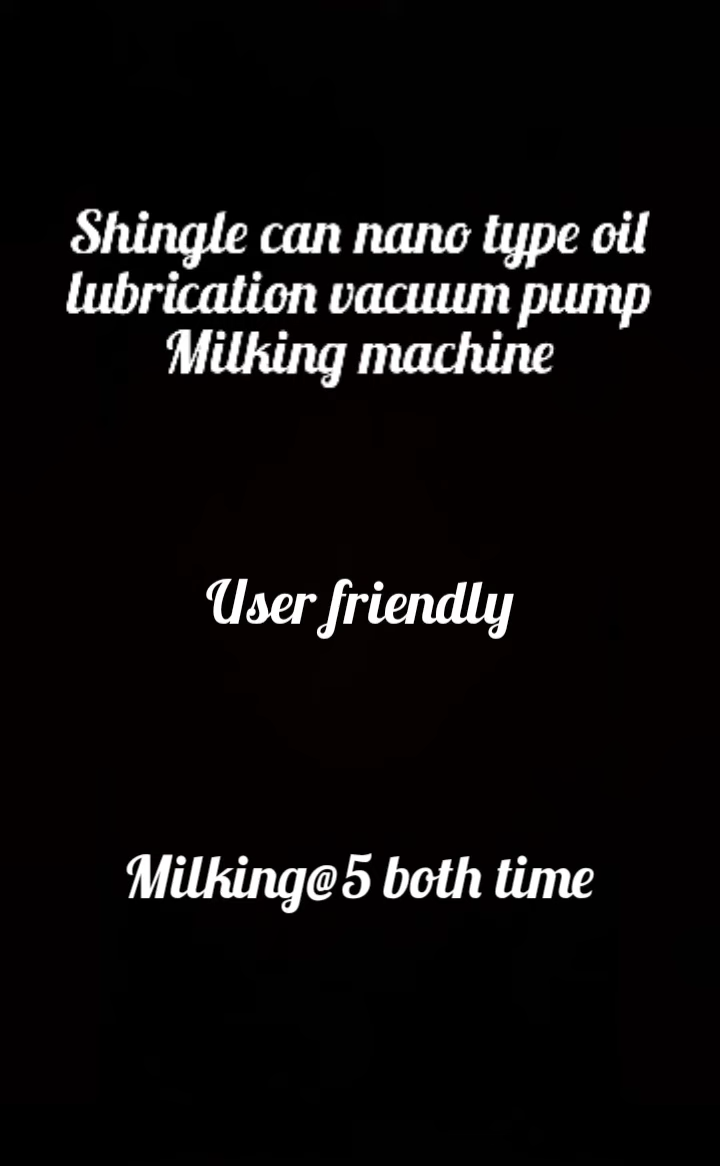 Shingle can nano type oil
lubrication vacuum pump
Milking machine
User friendly
Milking@5 both time